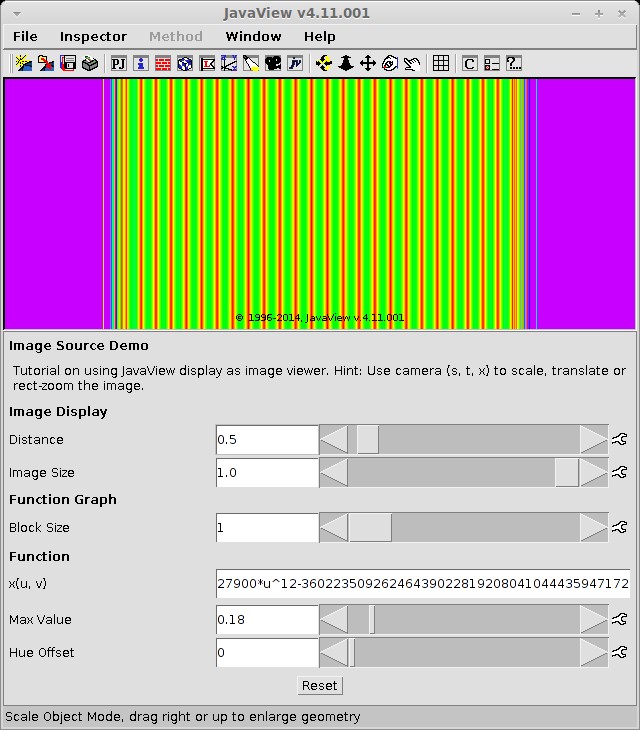 JavaView v4.11.001
File Inspector Method Window Help
PJ i JV C ?...
© 1996-2014, JavaView v.4.11.001
Image Source Demo
Tutorial on using JavaView display as image viewer. Hint: Use camera (s, t, x) to scale, translate or
rect-zoom the image.
Image Display
Distance 0.5
Image Size 1.0
Function Graph
Block Size 1
Function
x(u, v) 27900*u^12-3602235092624643902281920804104443594​7172
Max Value 0.18
Hue Offset 0
Reset
Scale Object Mode, drag right or up to enlarge geometry